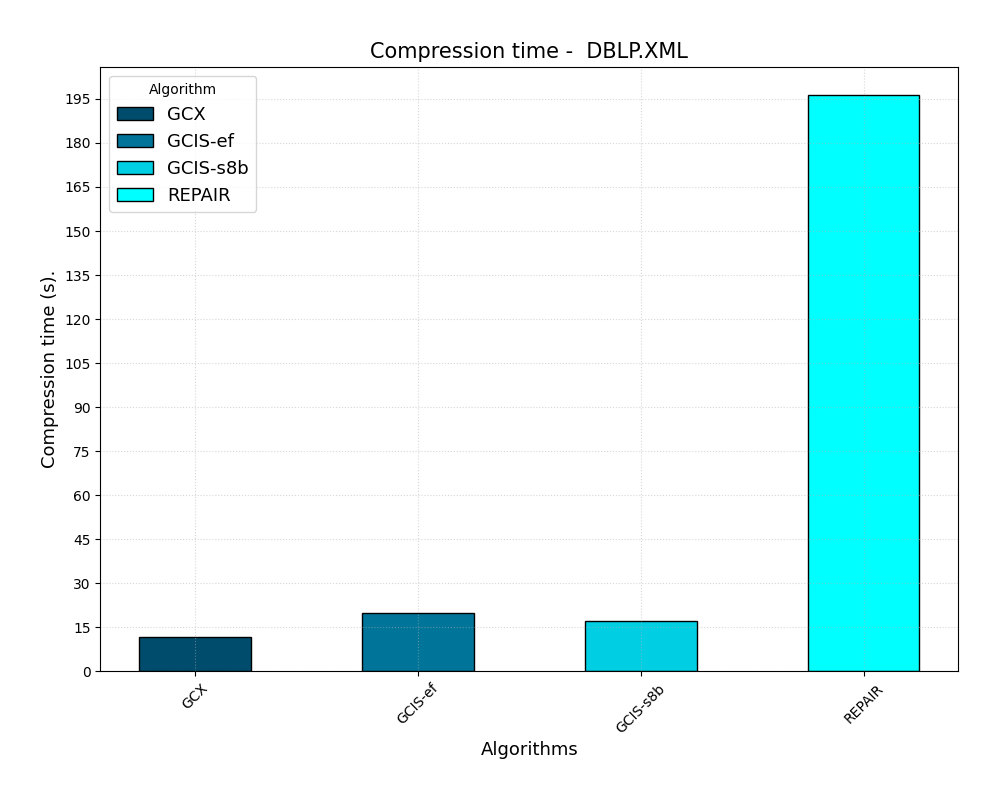 Compression time -  DBLP.XML
Algorithm
GCX
GCIS-ef
GCIS-s8b
REPAIR
Compression time (s).
195
180
165
150
135
120
105
90
75
60
45
30
15
0
GCX
GCIS-ef
GCIS-s8b
REPAIR
Algorithms